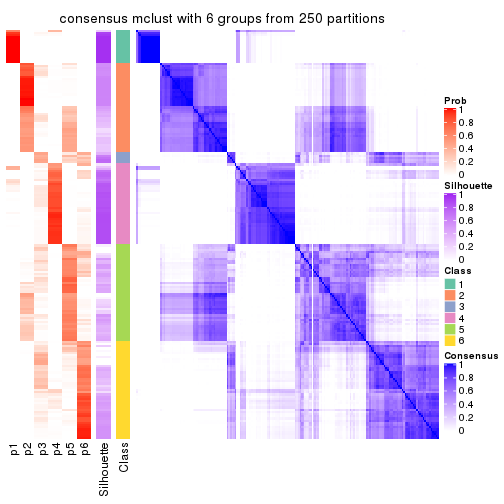 consensus mclust with 6 groups from 250 partitions
Prob
1
0.8
0.6
0.4
0.2
0
Silhouette
1
0.8
0.6
0.4
0.2
0
Class
1
2
3
4
5
6
Consensus
1
0.8
0.6
0.4
0.2
0
p1
p2
p3
p4
p5
p6
Silhouette
Class